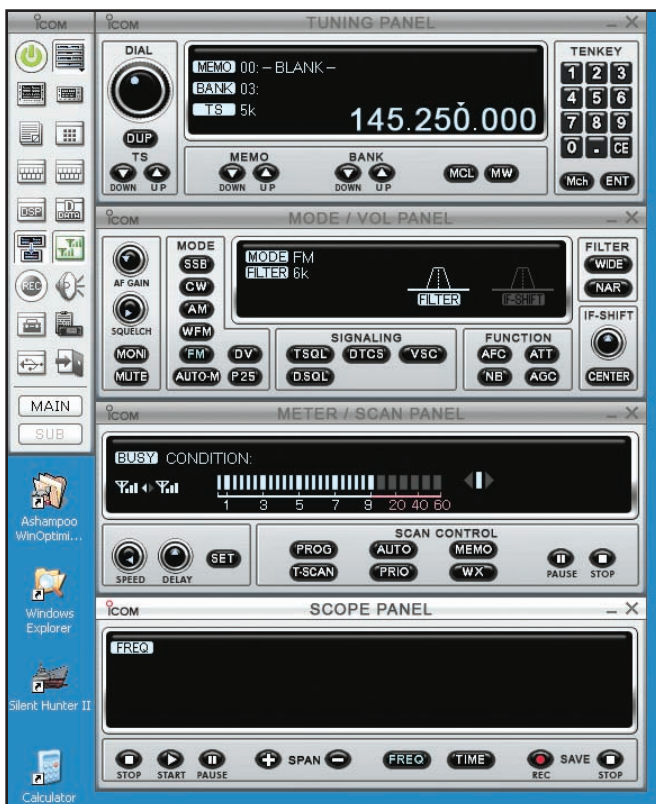 ICOM
ICOM TUNING PANEL
DIAL
DUP
TS
DOWN UP
MEMO 00: – BLANK –
BANK 03:
TS 5k
145.250.000
MEMO
DOWN UP
BANK
DOWN UP
MCL MW
TENKEY
1 2 3
4 5 6
7 8 9
0 . CE
Mch ENT
ICOM MODE / VOL PANEL
AF GAIN
SQUELCH
MONI
MUTE
MODE
SSB
CW
AM
WFM
FM DV
AUTO-M P25
MODE FM
FILTER 6k
FILTER IF-SHIFT
SIGNALING
TSQL DTCS VSC
D.SQL
FUNCTION
AFC ATT
NB AGC
FILTER
WIDE
NAR
IF-SHIFT
CENTER
DSP D DATA
REC
MAIN
SUB
ICOM METER / SCAN PANEL
BUSY CONDITION:
1 3 5 7 9 20 40 60
SPEED DELAY SET
SCAN CONTROL
PROG AUTO MEMO
T-SCAN PRIO WX
PAUSE STOP
ICOM SCOPE PANEL
FREQ
STOP START PAUSE
SPAN
FREQ TIME
REC SAVE STOP
Ashampoo
WinOptimi...
Windows
Explorer
Silent Hunter II
Calculator